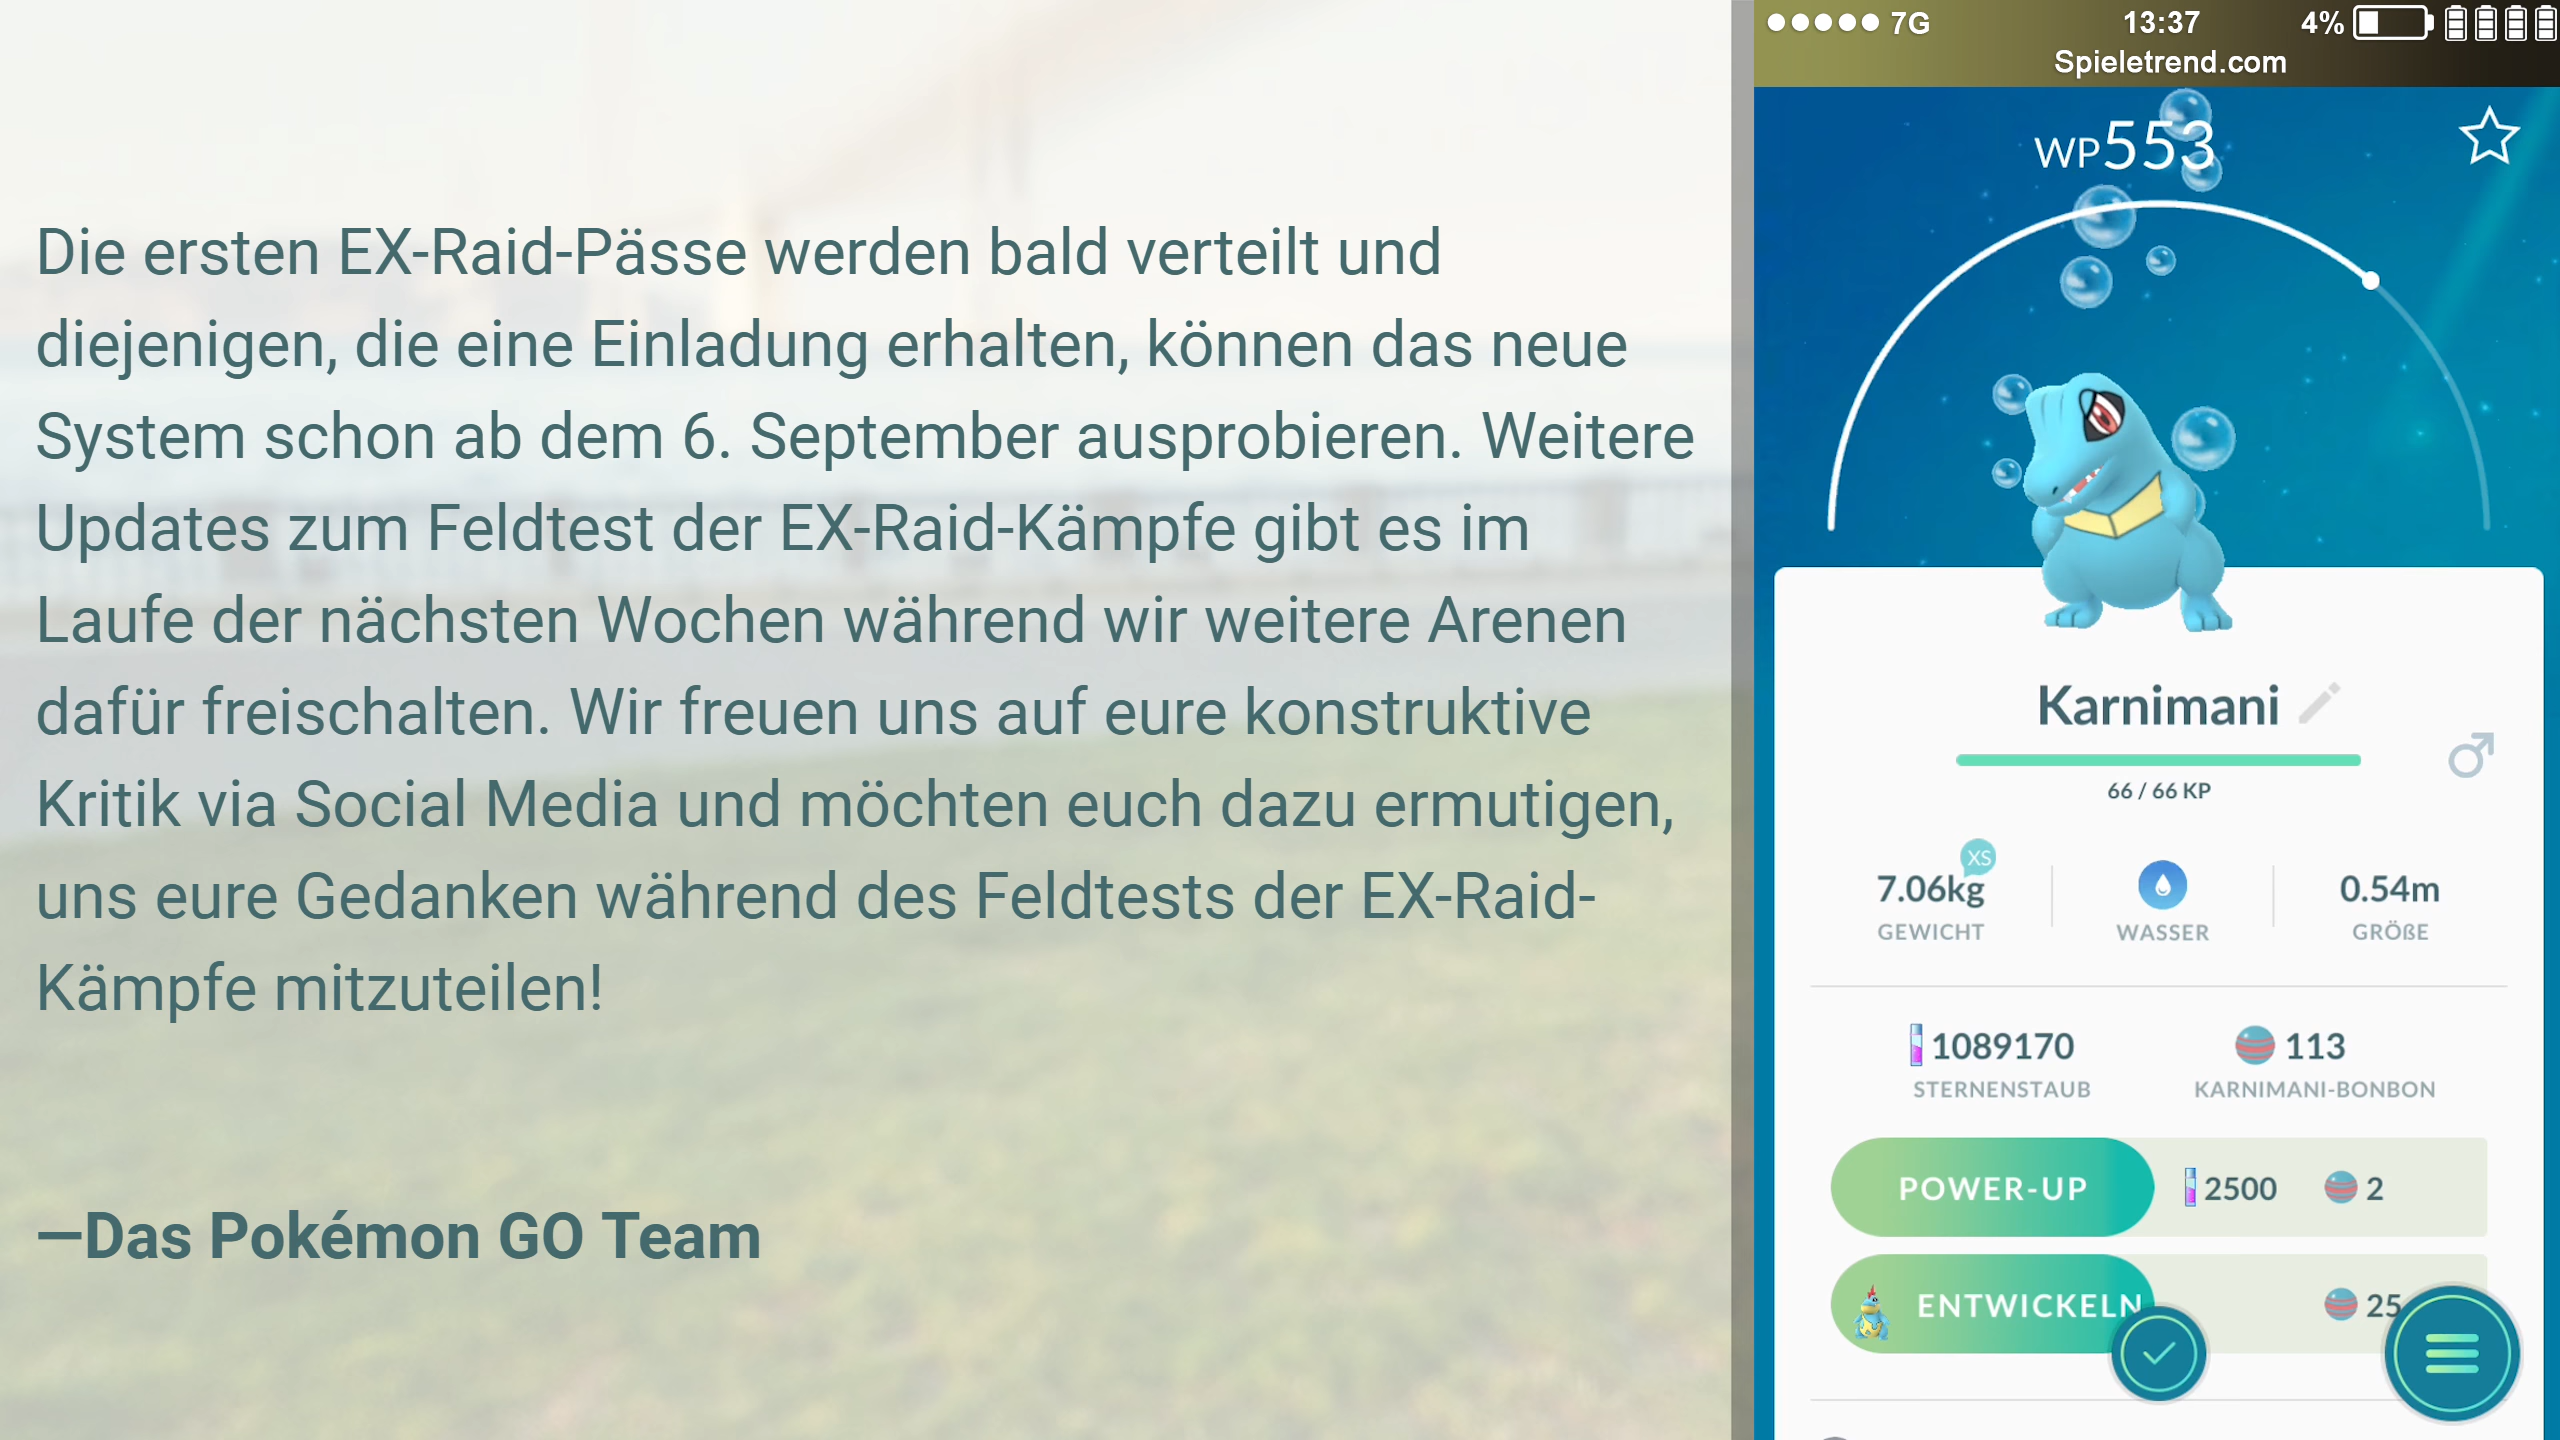 Die ersten EX-Raid-Pässe werden bald verteilt und
diejenigen, die eine Einladung erhalten, können das neue
System schon ab dem 6. September ausprobieren. Weitere
Updates zum Feldtest der EX-Raid-Kämpfe gibt es im
Laufe der nächsten Wochen während wir weitere Arenen
dafür freischalten. Wir freuen uns auf eure konstruktive
Kritik via Social Media und möchten euch dazu ermutigen,
uns eure Gedanken während des Feldtests der EX-Raid-
Kämpfe mitzuteilen!
—Das Pokémon GO Team
7G 13:37 4%
Spieletrend.com
WP553
Karnimani
66 / 66 KP
XS
7.06kg 0.54m
GEWICHT WASSER GRÖßE
1089170 113
STERNENSTAUB KARNIMANI-BONBON
POWER-UP 2500 2
ENTWICKELN 25